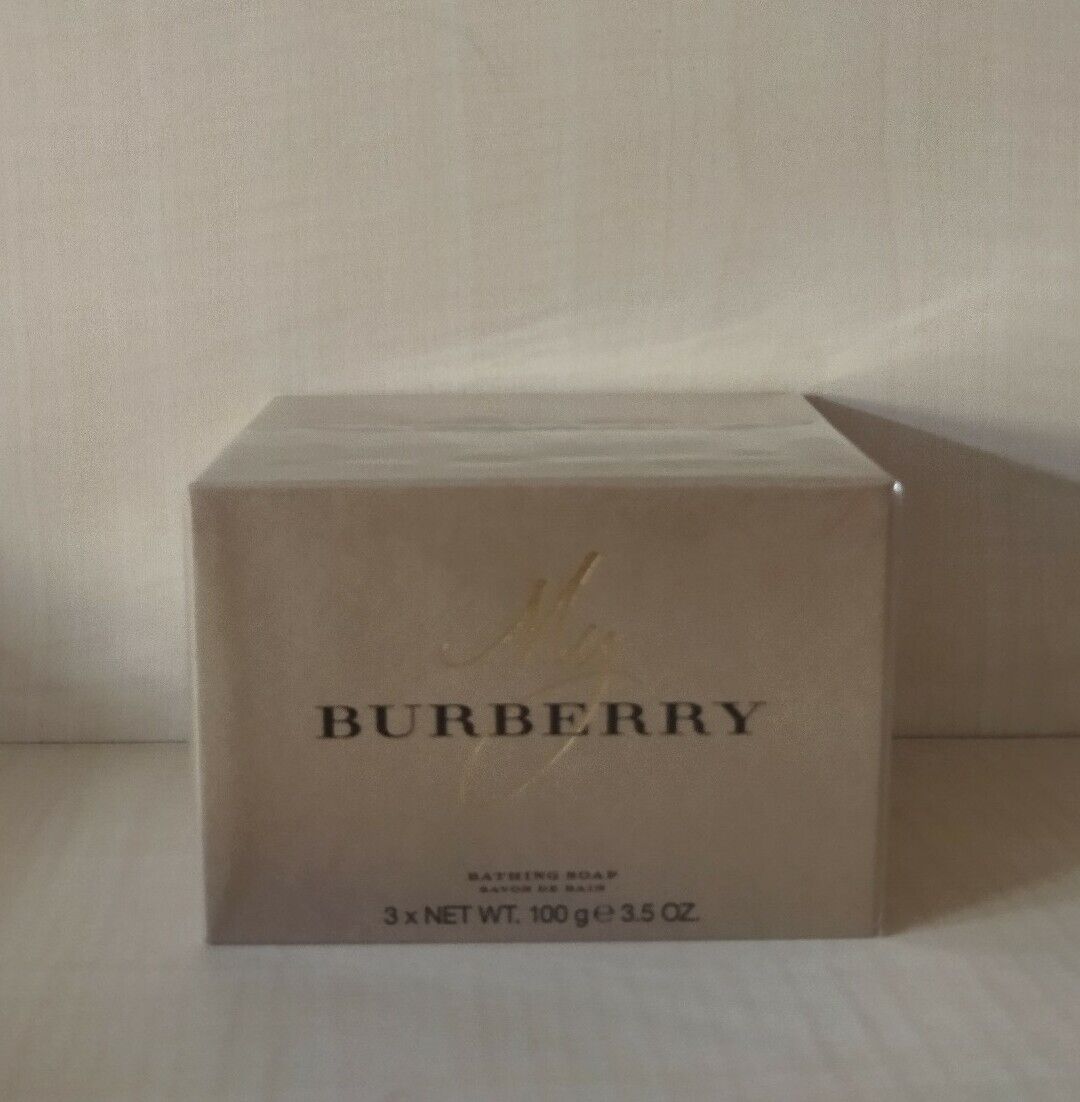 My
BURBERRY
BATHING SOAP
SAVON DE BAIN
3 x NET WT. 100 g ℮ 3.5 OZ.